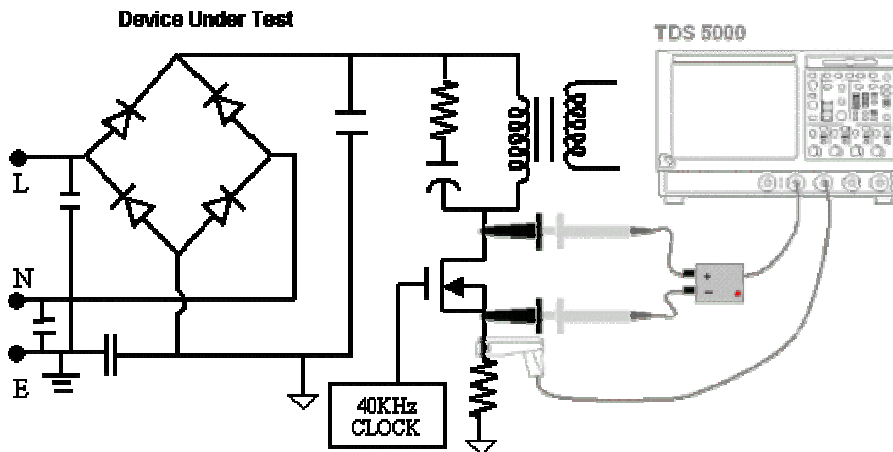 Device Under Test
TDS 5000
L
N
E
+
−
40KHz
CLOCK